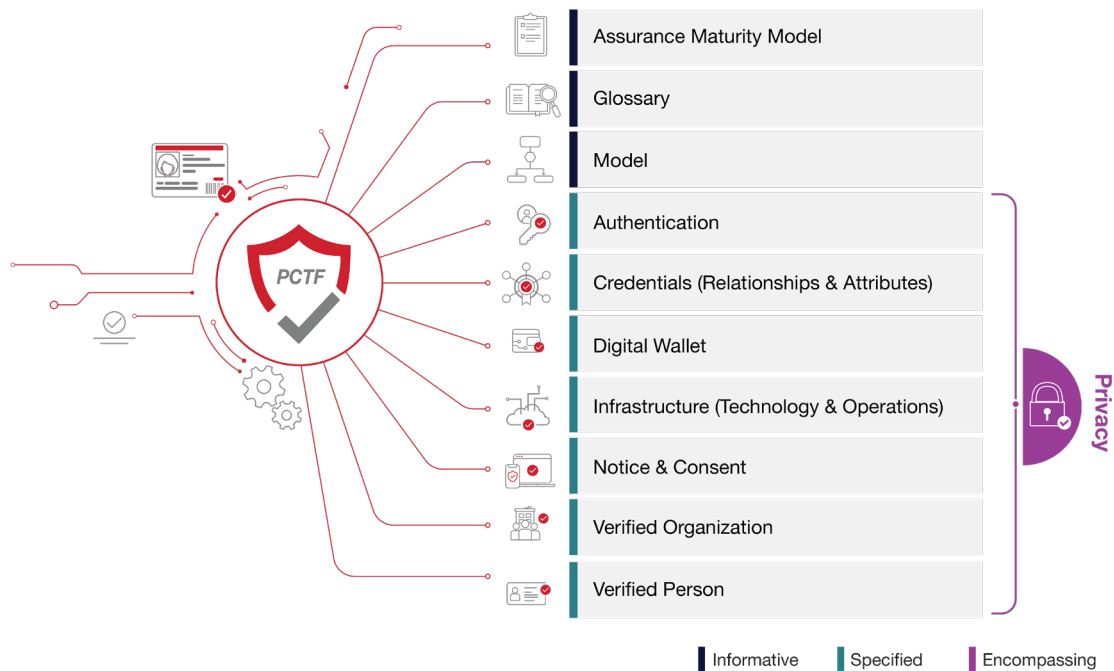 Assurance Maturity Model
Glossary
Model
Authentication
PCTF
Credentials (Relationships & Attributes)
Digital Wallet
Infrastructure (Technology & Operations)
Privacy
Notice & Consent
Verified Organization
Verified Person
Informative
Specified
Encompassing